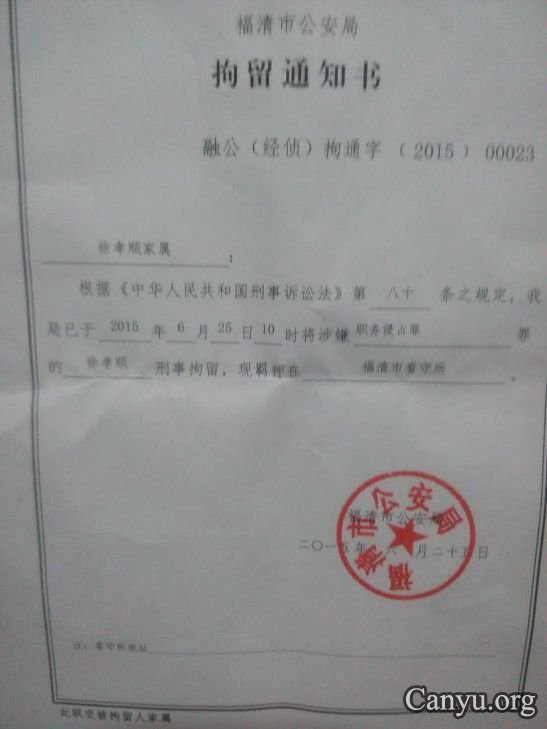 福清市公安局
拘留通知书
融公（经侦）拘通字（2015）00023
徐孝顺家属：
根据《中华人民共和国刑事诉讼法》第 八十 条之规定，我
局已于 2015 年 6 月 25 日 10 时将涉嫌 职务侵占罪 罪
的 徐孝顺 刑事拘留，现羁押在 福清市看守所。
福清市公安局
二〇一五年六月二十五日
福清市公安局
注：看守所地址
此联交被拘留人家属
Canyu.org